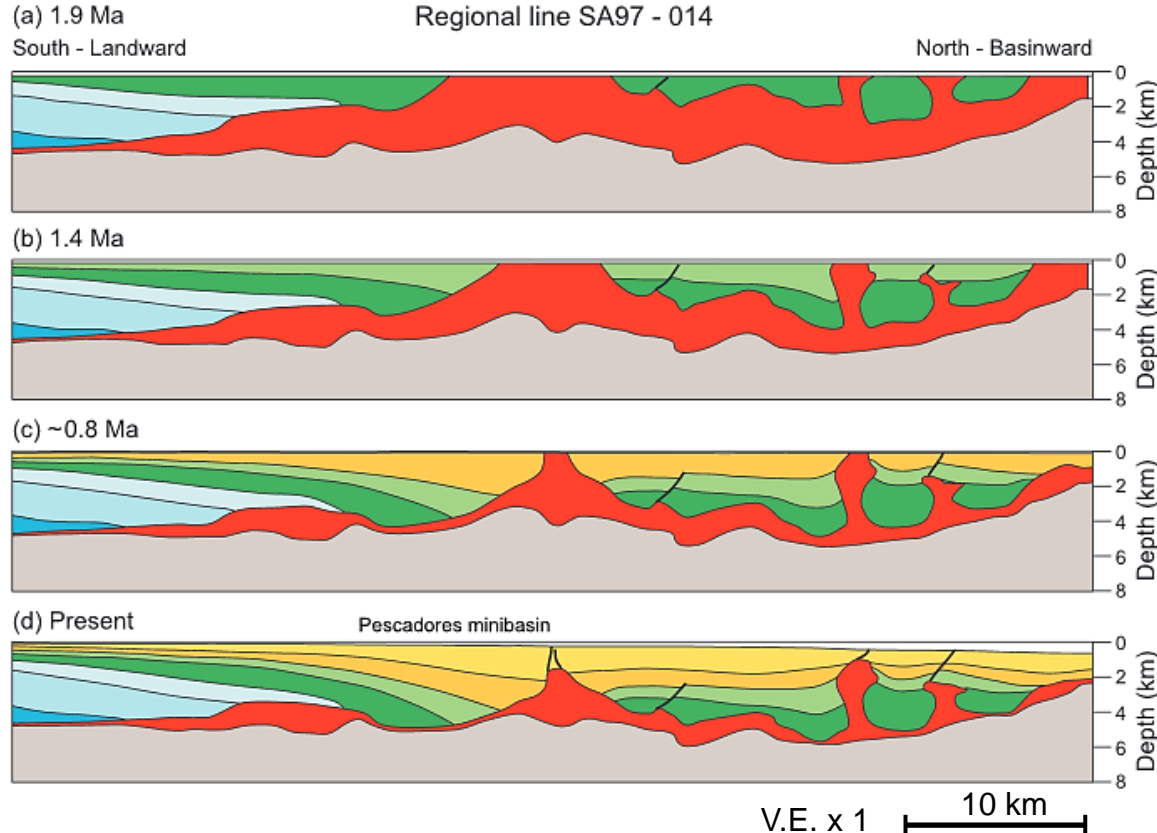 (a) 1.9 Ma
Regional line SA97 - 014
South - Landward
North - Basinward
0
2
4
6
8
Depth (km)
(b) 1.4 Ma
0
2
4
6
8
Depth (km)
(c) ~0.8 Ma
0
2
4
6
8
Depth (km)
(d) Present
Pescadores minibasin
0
2
4
6
8
Depth (km)
V.E. x 1
10 km